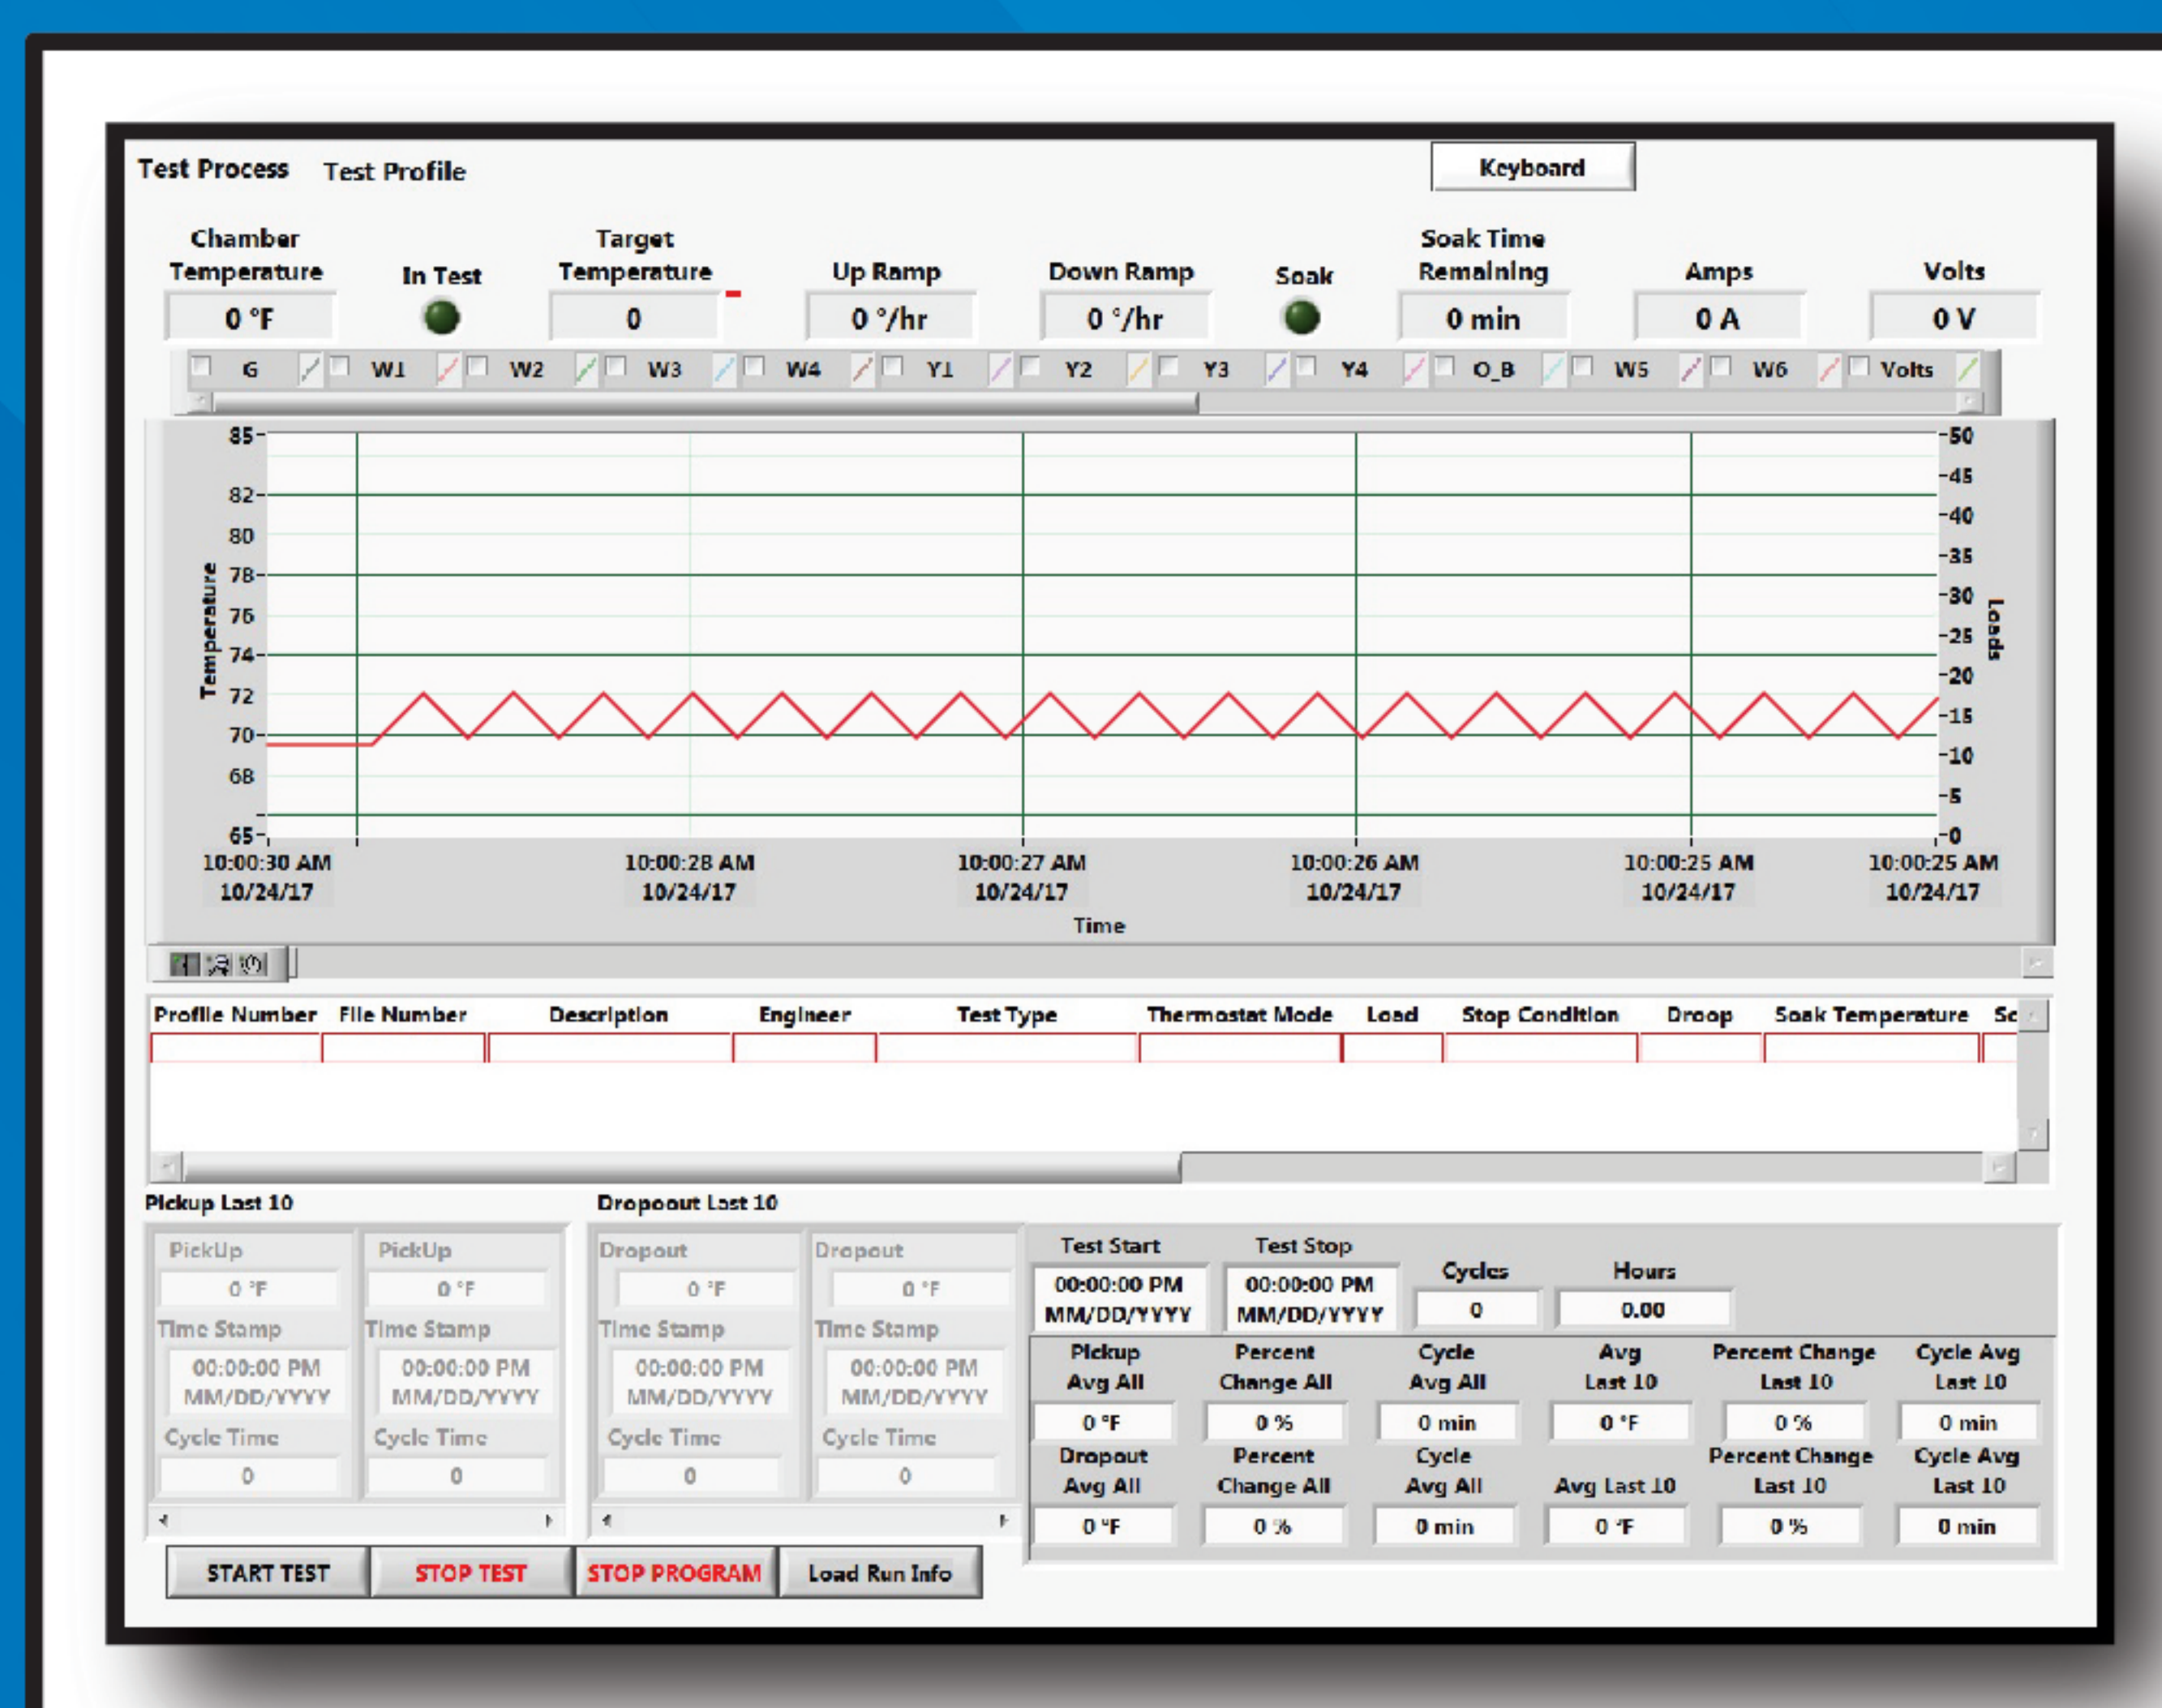 Test Process Test Profile Keyboard
Chamber Target Soak Time
Temperature In Test Temperature Up Ramp Down Ramp Soak Remaining Amps Volts
0 °F 0 0 °/hr 0 °/hr 0 min 0 A 0 V
G W1 W2 W3 W4 Y1 Y2 Y3 Y4 O_B W5 W6 Volts
85 50
45
82
40
80
35
78
30
76
25
74
20
72
15
70
10
68
5
65 0
Temperature
Loads
10:00:30 AM 10:00:28 AM 10:00:27 AM 10:00:26 AM 10:00:25 AM 10:00:25 AM
10/24/17 10/24/17 10/24/17 10/24/17 10/24/17 10/24/17
Time
Profile Number File Number Description Engineer Test Type Thermostat Mode Load Stop Condition Droop Soak Temperature Sc
Pickup Last 10 Dropoout Last 10
PickUp PickUp Dropout Dropout
0 °F 0 °F 0 °F 0 °F
Time Stamp Time Stamp Time Stamp Time Stamp
00:00:00 PM 00:00:00 PM 00:00:00 PM 00:00:00 PM
MM/DD/YYYY MM/DD/YYYY MM/DD/YYYY MM/DD/YYYY
Cycle Time Cycle Time Cycle Time Cycle Time
0 0 0 0
Test Start Test Stop Cycles Hours
00:00:00 PM 00:00:00 PM 0 0.00
MM/DD/YYYY MM/DD/YYYY
Pickup Percent Cycle Avg Percent Change Cycle Avg
Avg All Change All Avg All Last 10 Last 10 Last 10
0 °F 0 % 0 min 0 °F 0 % 0 min
Dropout Percent Cycle Percent Change Cycle Avg
Avg All Change All Avg All Avg Last 10 Last 10 Last 10
0 °F 0 % 0 min 0 °F 0 % 0 min
START TEST STOP TEST STOP PROGRAM Load Run Info